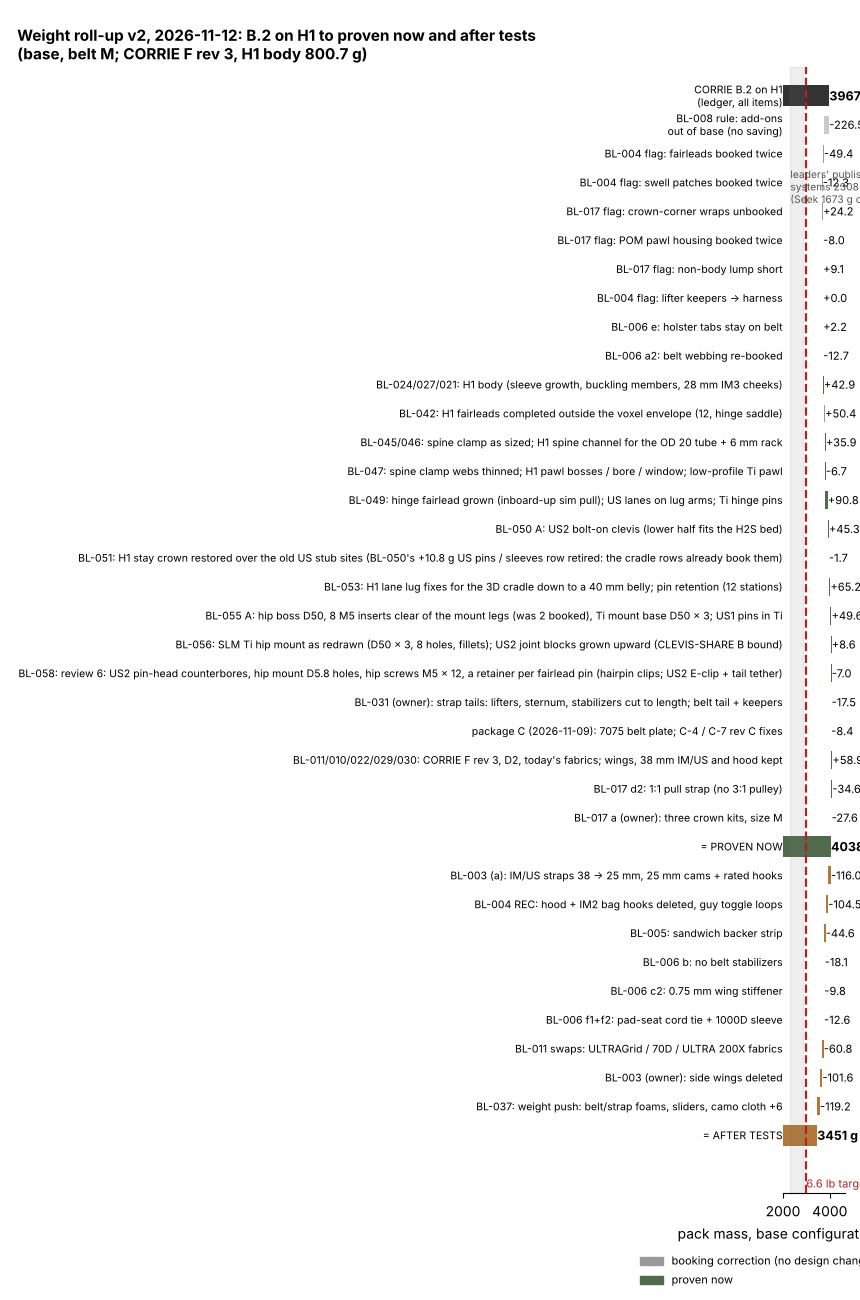 Weight roll-up v2, 2026-11-12: B.2 on H1 to proven now and after tests
(base, belt M; CORRIE F rev 3, H1 body 800.7 g)
CORRIE B.2 on H1
(ledger, all items)
3967
BL-008 rule: add-ons
out of base (no saving)
-226.5
BL-004 flag: fairleads booked twice
-49.4
leaders' publis
BL-004 flag: swell patches booked twice
-12.3
systems 2308
(Seek 1673 g c
BL-017 flag: crown-corner wraps unbooked
+24.2
BL-017 flag: POM pawl housing booked twice
-8.0
BL-017 flag: non-body lump short
+9.1
BL-004 flag: lifter keepers → harness
+0.0
BL-006 e: holster tabs stay on belt
+2.2
BL-006 a2: belt webbing re-booked
-12.7
BL-024/027/021: H1 body (sleeve growth, buckling members, 28 mm IM3 cheeks)
+42.9
BL-042: H1 fairleads completed outside the voxel envelope (12, hinge saddle)
+50.4
BL-045/046: spine clamp as sized; H1 spine channel for the OD 20 tube + 6 mm rack
+35.9
BL-047: spine clamp webs thinned; H1 pawl bosses / bore / window; low-profile Ti pawl
-6.7
BL-049: hinge fairlead grown (inboard-up sim pull); US lanes on lug arms; Ti hinge pins
+90.8
BL-050 A: US2 bolt-on clevis (lower half fits the H2S bed)
+45.3
BL-051: H1 stay crown restored over the old US stub sites (BL-050's +10.8 g US pins / sleeves row retired: the cradle rows already book them)
-1.7
BL-053: H1 lane lug fixes for the 3D cradle down to a 40 mm belly; pin retention (12 stations)
+65.2
BL-055 A: hip boss D50, 8 M5 inserts clear of the mount legs (was 2 booked), Ti mount base D50 × 3; US1 pins in Ti
+49.6
BL-056: SLM Ti hip mount as redrawn (D50 × 3, 8 holes, fillets); US2 joint blocks grown upward (CLEVIS-SHARE B bound)
+8.6
BL-058: review 6: US2 pin-head counterbores, hip mount D5.8 holes, hip screws M5 × 12, a retainer per fairlead pin (hairpin clips; US2 E-clip + tail tether)
-7.0
BL-031 (owner): strap tails: lifters, sternum, stabilizers cut to length; belt tail + keepers
-17.5
package C (2026-11-09): 7075 belt plate; C-4 / C-7 rev C fixes
-8.4
BL-011/010/022/029/030: CORRIE F rev 3, D2, today's fabrics; wings, 38 mm IM/US and hood kept
+58.9
BL-017 d2: 1:1 pull strap (no 3:1 pulley)
-34.6
BL-017 a (owner): three crown kits, size M
-27.6
= PROVEN NOW
4038
BL-003 (a): IM/US straps 38 → 25 mm, 25 mm cams + rated hooks
-116.0
BL-004 REC: hood + IM2 bag hooks deleted, guy toggle loops
-104.5
BL-005: sandwich backer strip
-44.6
BL-006 b: no belt stabilizers
-18.1
BL-006 c2: 0.75 mm wing stiffener
-9.8
BL-006 f1+f2: pad-seat cord tie + 1000D sleeve
-12.6
BL-011 swaps: ULTRAGrid / 70D / ULTRA 200X fabrics
-60.8
BL-003 (owner): side wings deleted
-101.6
BL-037: weight push: belt/strap foams, sliders, camo cloth +6
-119.2
= AFTER TESTS
3451 g
6.6 lb targ
2000 4000
pack mass, base configurat
booking correction (no design chang
proven now